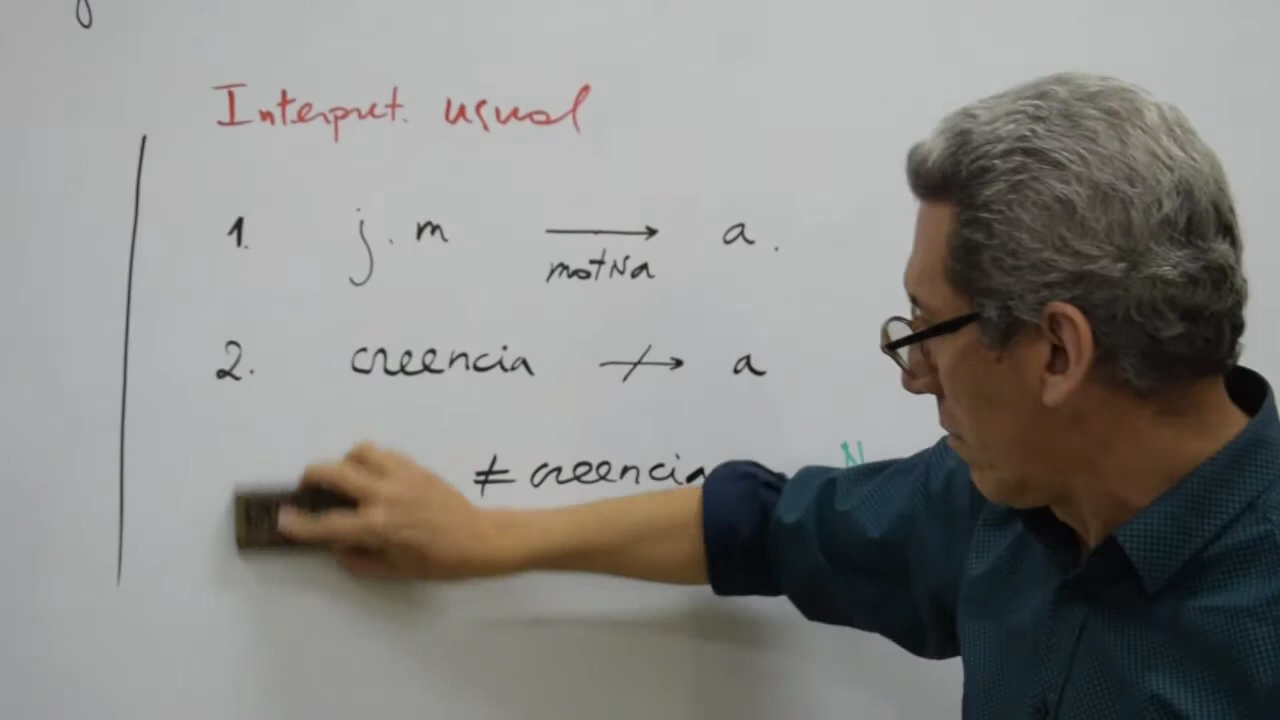 Interpret. usual
1. j. m → a.
motiva
2. creencia ↛ a
≠ creencia N